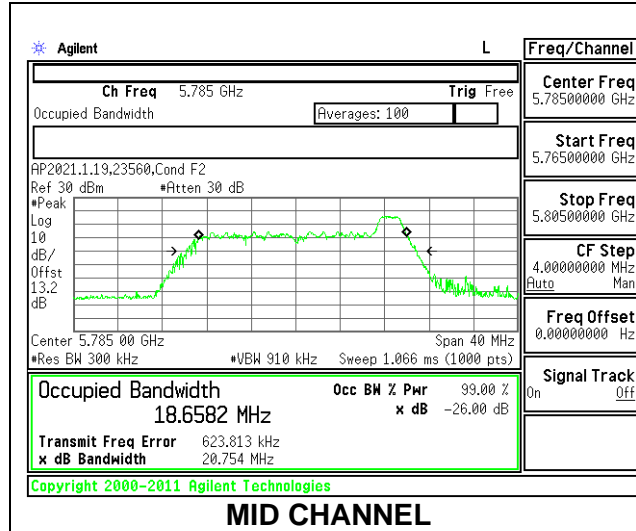 Agilent L Freq/Channel
Ch Freq 5.785 GHz Trig Free
Occupied Bandwidth Averages: 100
Center Freq
5.78500000 GHz
Start Freq
5.76500000 GHz
Stop Freq
5.80500000 GHz
CF Step
4.00000000 MHz
Auto Man
Freq Offset
0.00000000 Hz
Signal Track
On Off
AP2021.1.19,23560,Cond F2
Ref 30 dBm #Atten 30 dB
#Peak
Log
10
dB/
Offst
13.2
dB
Center 5.785 00 GHz Span 40 MHz
#Res BW 300 kHz #VBW 910 kHz Sweep 1.066 ms (1000 pts)
Occupied Bandwidth Occ BW % Pwr 99.00 %
18.6582 MHz x dB -26.00 dB
Transmit Freq Error 623.813 kHz
x dB Bandwidth 20.754 MHz
Copyright 2000-2011 Agilent Technologies
MID CHANNEL